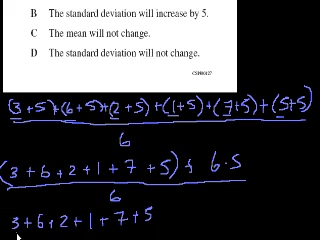 B The standard deviation will increase by 5.
C The mean will not change.
D The standard deviation will not change.
CSP00127
(3+5)+(6+5)+(2+5)+(1+5)+(7+5)+(5+5)
6
(3+6+2+1+7+5)+6·5
6
3+6+2+1+7+5